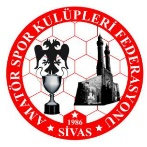 AMATÖR SPOR KULÜPLERİ FEDERASYONU
1986
SİVAS